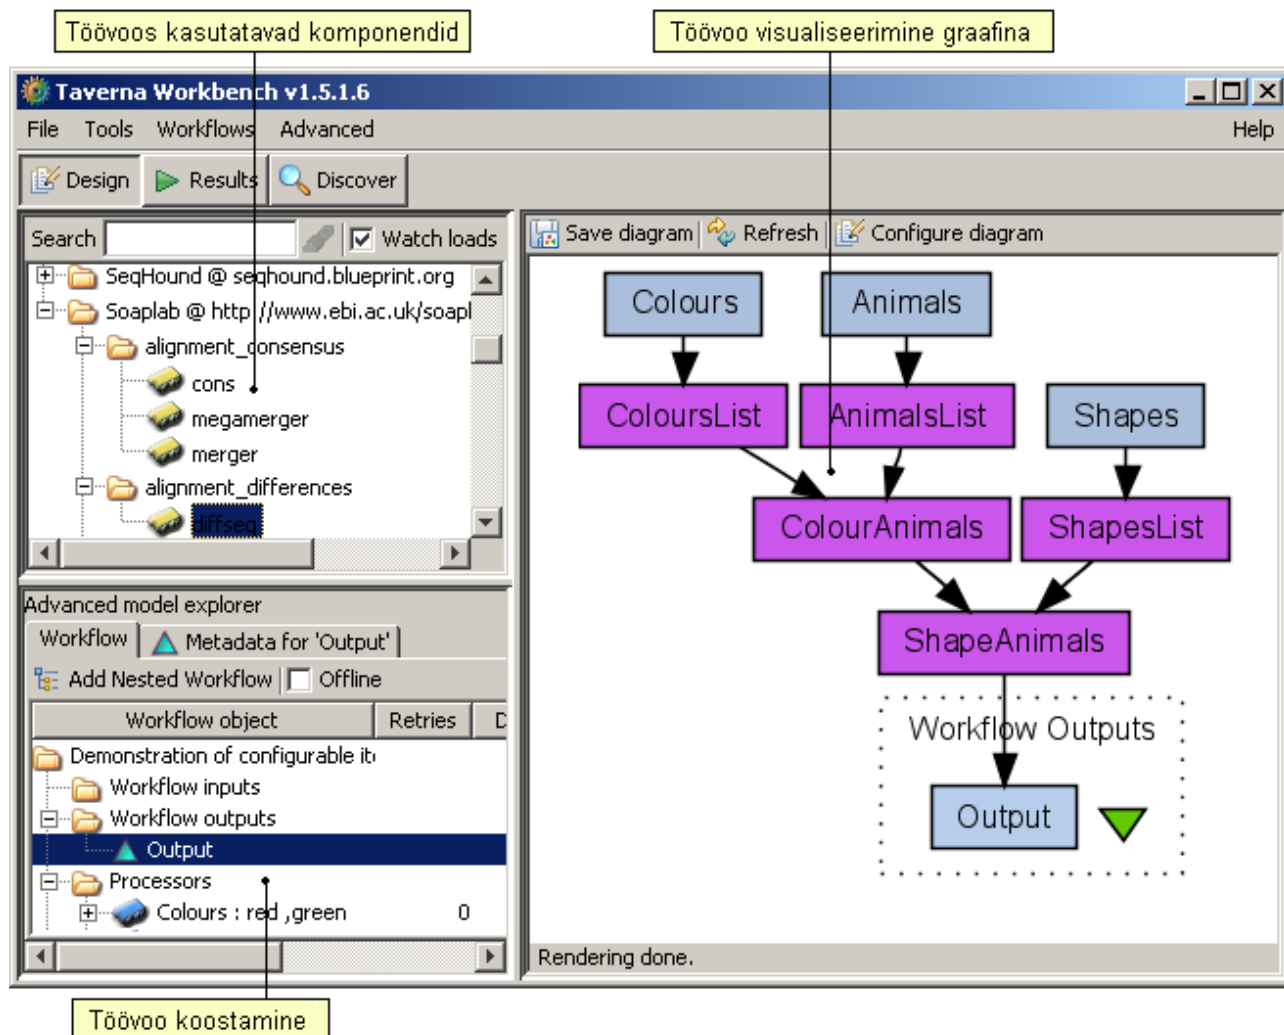 Töövoos kasutatavad komponendid
Töövoo visualiseerimine graafina
Taverna Workbench v1.5.1.6
File Tools Workflows Advanced Help
Design Results Discover
Search Watch loads
SeqHound @ seqhound.blueprint.org
Soaplab @ http://www.ebi.ac.uk/soapl
alignment_consensus
cons
megamerger
merger
alignment_differences
diffseq
Advanced model explorer
Workflow Metadata for 'Output'
Add Nested Workflow Offline
Workflow object Retries D
Demonstration of configurable it
Workflow inputs
Workflow outputs
Output
Processors
Colours : red ,green 0
Töövoo koostamine
Save diagram Refresh Configure diagram
Colours Animals
ColoursList AnimalsList Shapes
ColourAnimals ShapesList
ShapeAnimals
Workflow Outputs
Output
Rendering done.